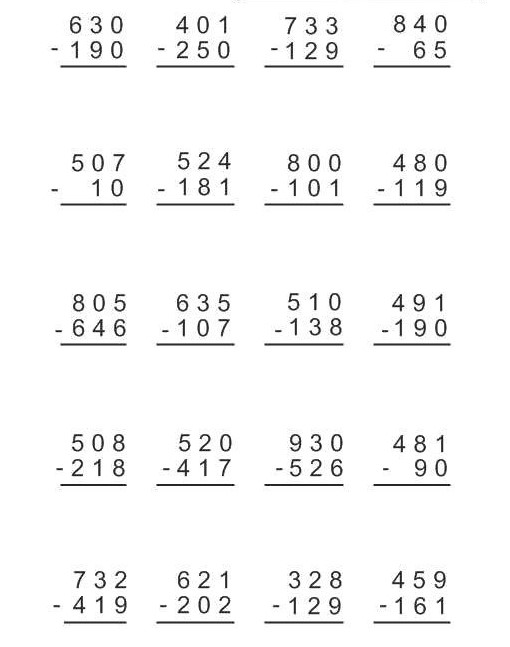 630 401 733 840
- 190 - 250 - 129 - 65
507 524 800 480
- 10 - 181 - 101 - 119
805 635 510 491
- 646 - 107 - 138 - 190
508 520 930 481
- 218 - 417 - 526 - 90
732 621 328 459
- 419 - 202 - 129 - 161